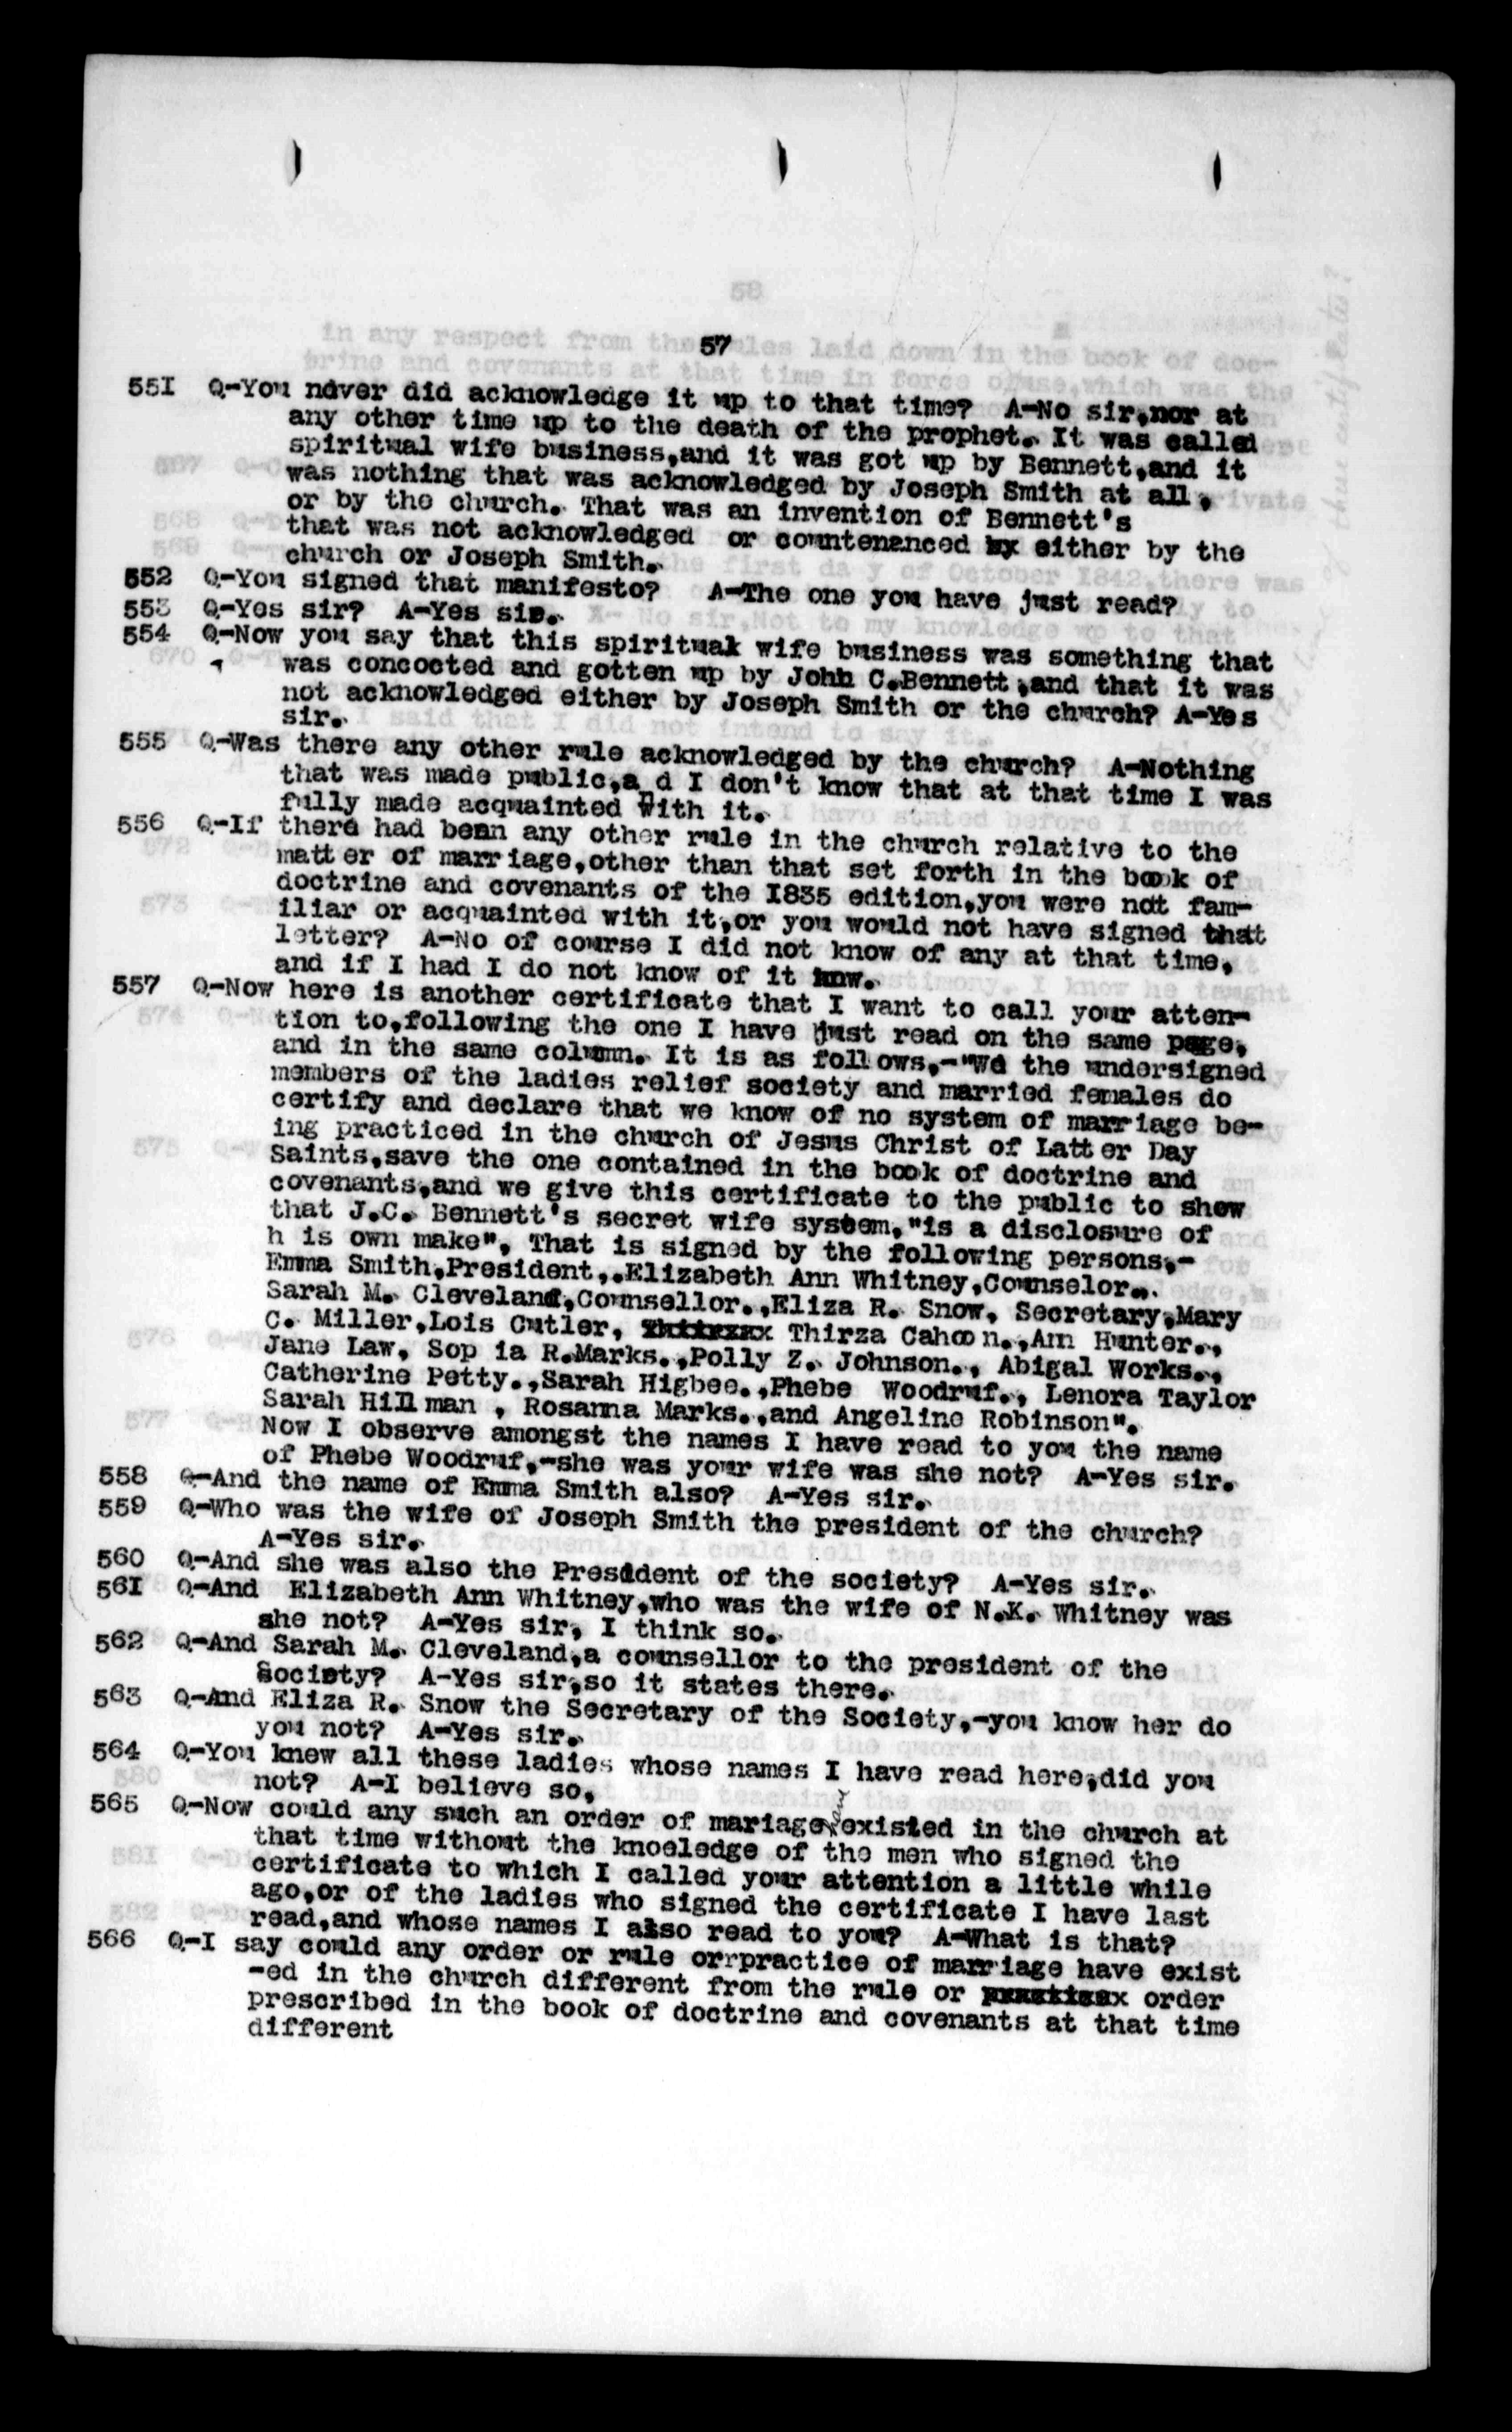 57
551 Q-You never did acknowledge it up to that time? A-No sir,nor at
any other time up to the death of the prophet. It was called
spiritual wife business,and it was got up by Bennett,and it
was nothing that was acknowledged by Joseph Smith at all,
or by the church. That was an invention of Bennett's
that was not acknowledged or countenanced by either by the
church or Joseph Smith.
552 Q-You signed that manifesto? A-The one you have just read?
553 Q-Yes sir? A-Yes sir.
554 Q-Now you say that this spiritual wife business was something that
was concocted and gotten up by John C.Bennett,and that it was
not acknowledged either by Joseph Smith or the church? A-Yes
sir.
555 Q-Was there any other rule acknowledged by the church? A-Nothing
that was made public,a d I don't know that at that time I was
fully made acquainted with it.
556 Q-If there had been any other rule in the church relative to the
matter of marriage,other than that set forth in the book of
doctrine and covenants of the 1835 edition,you were not fam-
iliar or acquainted with it,or you would not have signed that
letter? A-No of course I did not know of any at that time,
and if I had I do not know of it now.
557 Q-Now here is another certificate that I want to call your atten-
tion to,following the one I have just read on the same page,
and in the same column. It is as follows,-"We the undersigned
members of the ladies relief society and married females do
certify and declare that we know of no system of marriage be-
ing practiced in the church of Jesus Christ of Latter Day
Saints,save the one contained in the book of doctrine and
covenants,and we give this certificate to the public to show
that J.C. Bennett's secret wife system,"is a disclosure of
h is own make". That is signed by the following persons,-
Emma Smith,President,.Elizabeth Ann Whitney,Counselor..
Sarah M. Cleveland,Counsellor.,Eliza R. Snow, Secretary,Mary
C. Miller,Lois Cutler, Thirza Cahoon.,Ann Hunter.,
Jane Law, Sop ia R.Marks.,Polly Z. Johnson., Abigal Works.,
Catherine Petty.,Sarah Higbee.,Phebe Woodruf., Lenora Taylor
Sarah Hillman , Rosanna Marks.,and Angeline Robinson".
Now I observe amongst the names I have read to you the name
of Phebe Woodruf,-she was your wife was she not? A-Yes sir.
558 Q-And the name of Emma Smith also? A-Yes sir.
559 Q-Who was the wife of Joseph Smith the president of the church?
A-Yes sir.
560 Q-And she was also the President of the society? A-Yes sir.
561 Q-And Elizabeth Ann Whitney,who was the wife of N.K. Whitney was
she not? A-Yes sir, I think so.
562 Q-And Sarah M. Cleveland,a counsellor to the president of the
Society? A-Yes sir,so it states there.
563 Q-And Eliza R. Snow the Secretary of the Society,-you know her do
you not? A-Yes sir.
564 Q-You knew all these ladies whose names I have read here,did you
not? A-I believe so.
565 Q-Now could any such an order of mariage have existed in the church at
that time without the knoeledge of the men who signed the
certificate to which I called your attention a little while
ago,or of the ladies who signed the certificate I have last
read,and whose names I also read to you? A-What is that?
566 Q-I say could any order or rule orrpractice of marriage have exist
-ed in the church different from the rule or order
prescribed in the book of doctrine and covenants at that time
different